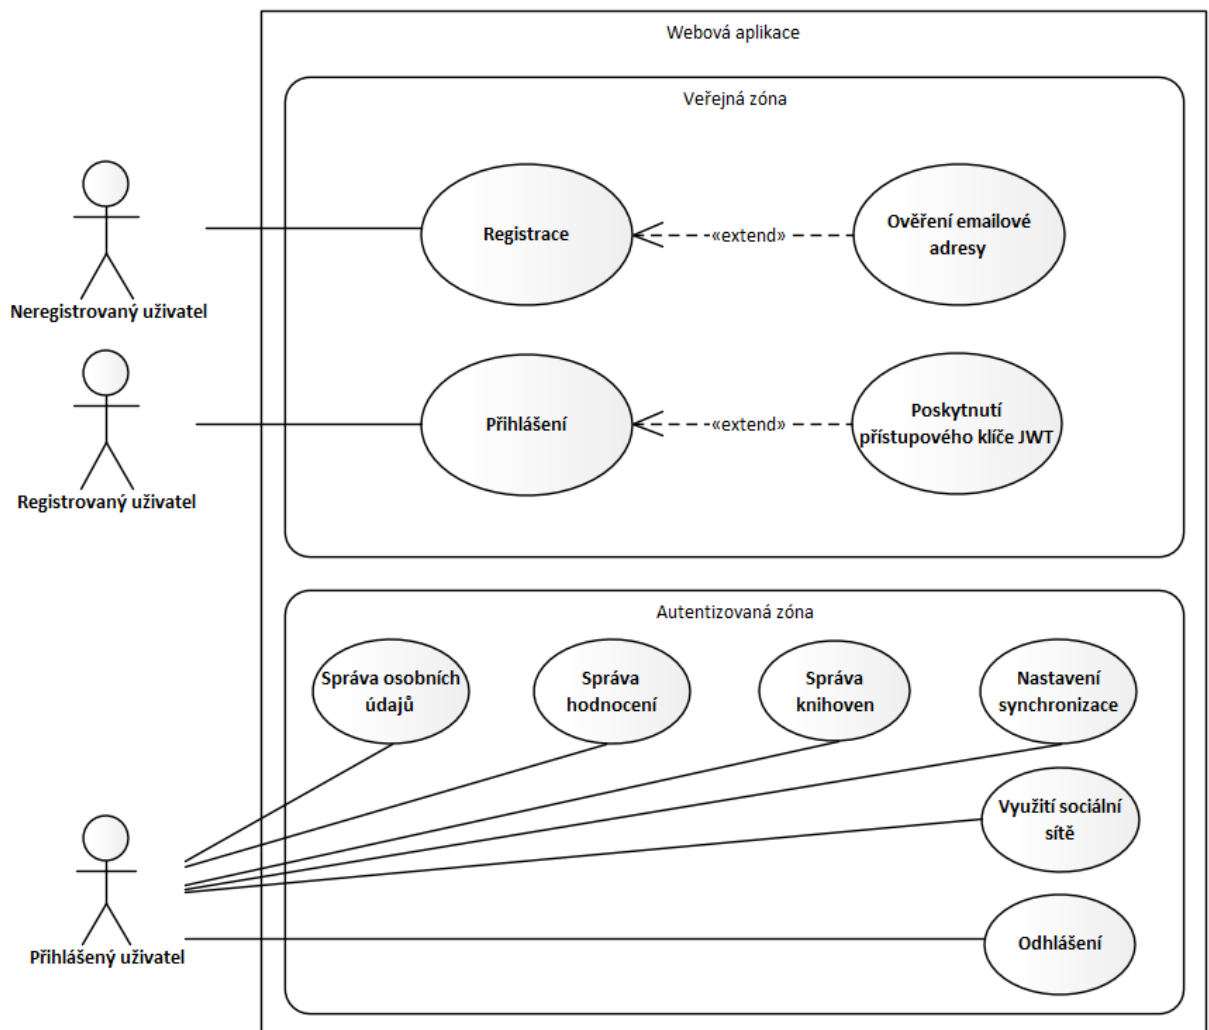 Webová aplikace
Veřejná zóna
Registrace
«extend»
Ověření emailové
adresy
Neregistrovaný uživatel
Přihlášení
«extend»
Poskytnutí
přístupového klíče JWT
Registrovaný uživatel
Autentizovaná zóna
Správa osobních
údajů
Správa
hodnocení
Správa
knihoven
Nastavení
synchronizace
Využití sociální
sítě
Odhlášení
Přihlášený uživatel